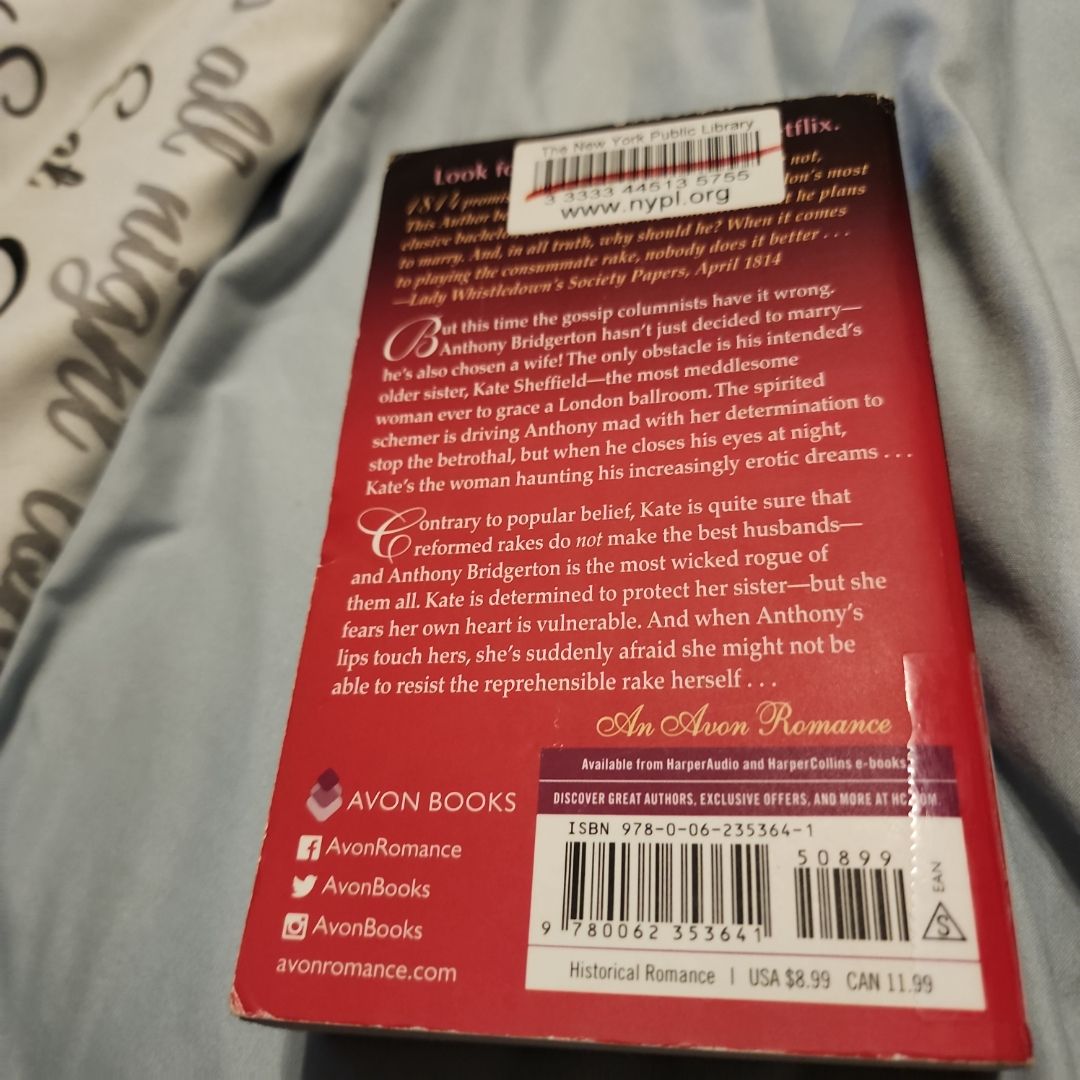 all night
Eat.
The New York Public Library
3 3333 44513 5755
www.nypl.org
Look fo tflix.
1814 promi not,
This Author b don's most
elusive bachelo t he plans
to marry. And, in all truth, why should he? When it comes
to playing the consummate rake, nobody does it better . . .
—Lady Whistledown's Society Papers, April 1814
But this time the gossip columnists have it wrong.
Anthony Bridgerton hasn't just decided to marry—
he's also chosen a wife! The only obstacle is his intended's
older sister, Kate Sheffield—the most meddlesome
woman ever to grace a London ballroom. The spirited
schemer is driving Anthony mad with her determination to
stop the betrothal, but when he closes his eyes at night,
Kate's the woman haunting his increasingly erotic dreams . . .
Contrary to popular belief, Kate is quite sure that
reformed rakes do not make the best husbands—
and Anthony Bridgerton is the most wicked rogue of
them all. Kate is determined to protect her sister—but she
fears her own heart is vulnerable. And when Anthony's
lips touch hers, she's suddenly afraid she might not be
able to resist the reprehensible rake herself . . .
An Avon Romance
Available from HarperAudio and HarperCollins e-books
DISCOVER GREAT AUTHORS, EXCLUSIVE OFFERS, AND MORE AT HC.COM.
AVON BOOKS
AvonRomance
AvonBooks
AvonBooks
avonromance.com
ISBN 978-0-06-235364-1
50899
9 780062 353641
EAN
S
Historical Romance | USA $8.99 CAN 11.99